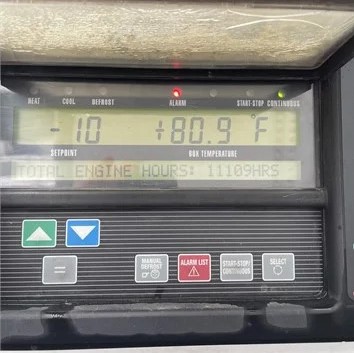 HEAT COOL DEFROST ALARM START-STOP CONTINUOUS
-10 +80.9 °F
SETPOINT BOX TEMPERATURE
TOTAL ENGINE HOURS: 11109HRS
= MANUAL DEFROST ALARM LIST START-STOP/ CONTINUOUS SELECT